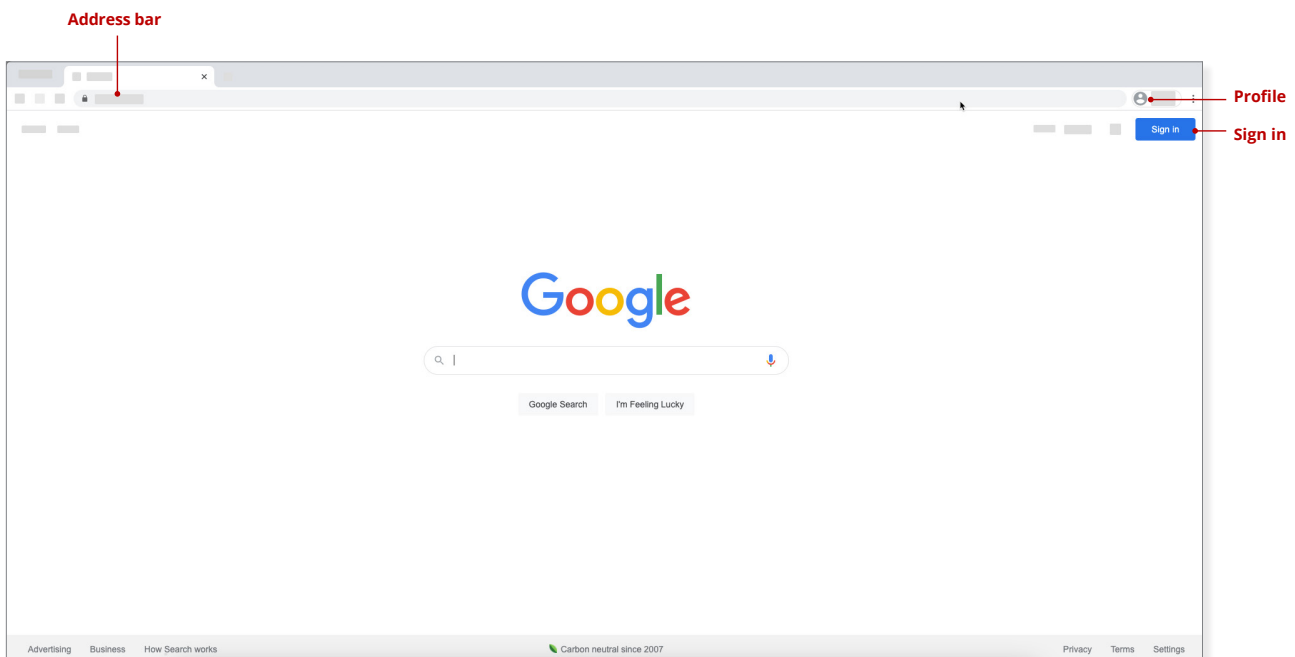 Address bar
Profile
Sign in
Sign in
Google
Google Search
I'm Feeling Lucky
Advertising Business How Search works Carbon neutral since 2007 Privacy Terms Settings